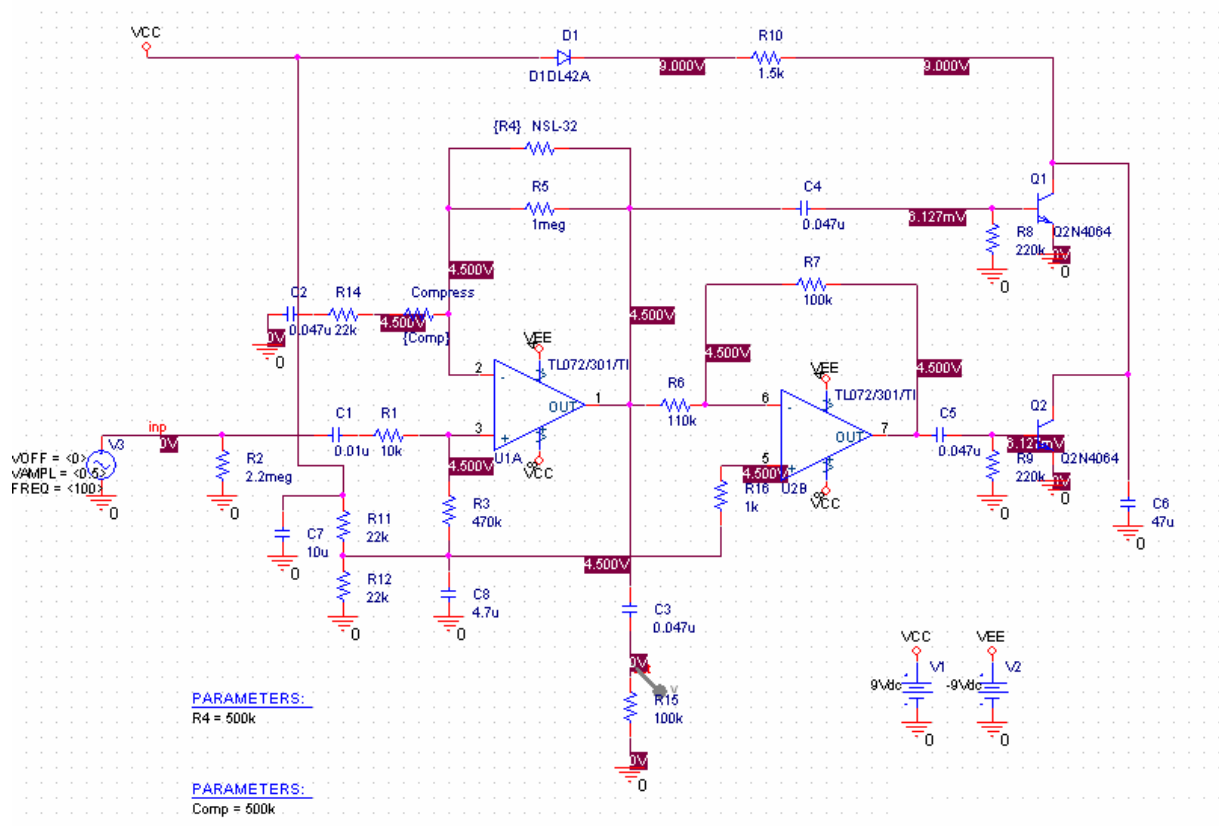 VCC
D1
D1DL42A
9.000V
R10
1.5k
9.000V
{R4} NSL-32
R5
1meg
C4
0.047u
6.127mV
Q1
Q2N4064
R8
220k
0V
0
0
4.500V
R7
100k
C2
0.047u
R14
22k
4.500V
Compress
{Comp}
0V
0
4.500V
4.500V
4.500V
VEE
TL072/301/TI
2
3
1
OUT
U1A
VCC
R6
110k
VEE
TL072/301/TI
6
5
7
OUT
U2B
VCC
C5
0.047u
Q2
Q2N4064
R9
220k
0V
0
0
inp
0V
V3
VOFF = <0>
VAMPL = <0.5>
FREQ = <100>
0
R2
2.2meg
0
C1
0.01u
R1
10k
4.500V
R3
470k
4.500V
R16
1k
C6
47u
0
C7
10u
0
R11
22k
R12
22k
0
C8
4.7u
0
4.500V
C3
0.047u
0V
V
R15
100k
0V
0
VCC
V1
9Vdc
0
VEE
V2
-9Vdc
0
PARAMETERS:
R4 = 500k
PARAMETERS:
Comp = 500k